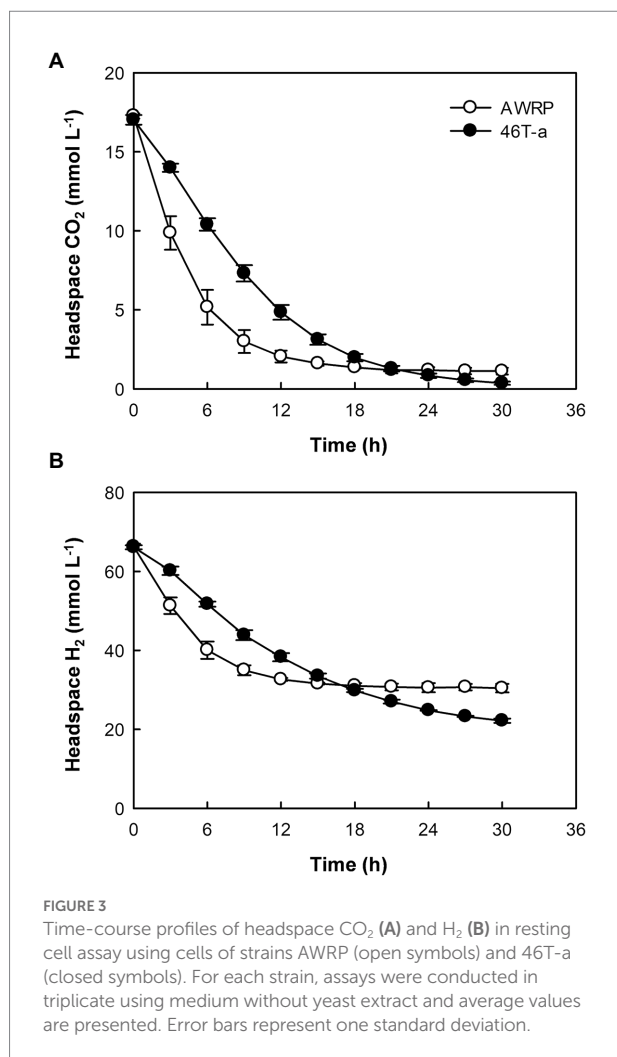 A
20
15
10
5
0
Headspace CO₂ (mmol L⁻¹)
AWRP
46T-a
0 6 12 18 24 30 36
Time (h)
B
80
60
40
20
0
Headspace H₂ (mmol L⁻¹)
0 6 12 18 24 30 36
Time (h)
FIGURE 3
Time-course profiles of headspace CO₂ (A) and H₂ (B) in resting
cell assay using cells of strains AWRP (open symbols) and 46T-a
(closed symbols). For each strain, assays were conducted in
triplicate using medium without yeast extract and average values
are presented. Error bars represent one standard deviation.